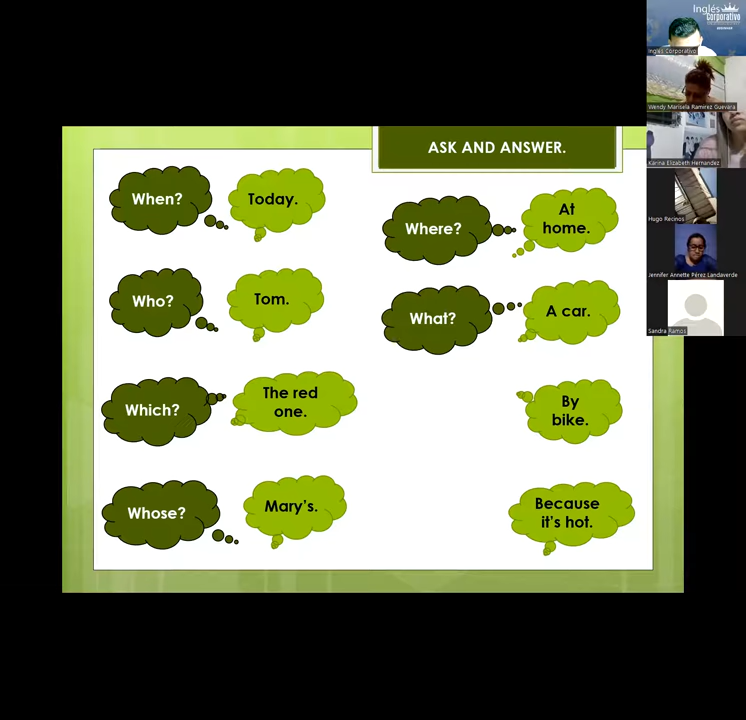 ASK AND ANSWER.
When?
Today.
Where?
At
home.
Who?
Tom.
What?
A car.
Which?
The red
one.
By
bike.
Whose?
Mary's.
Because
it's hot.
Inglés
Corporativo
Inglés Corporativo
Wendy Marisela Ramirez Guevara
Karina Elizabeth Hernandez
Hugo Recinos
Jennifer Annette Pérez Landaverde
Sandra Ramos